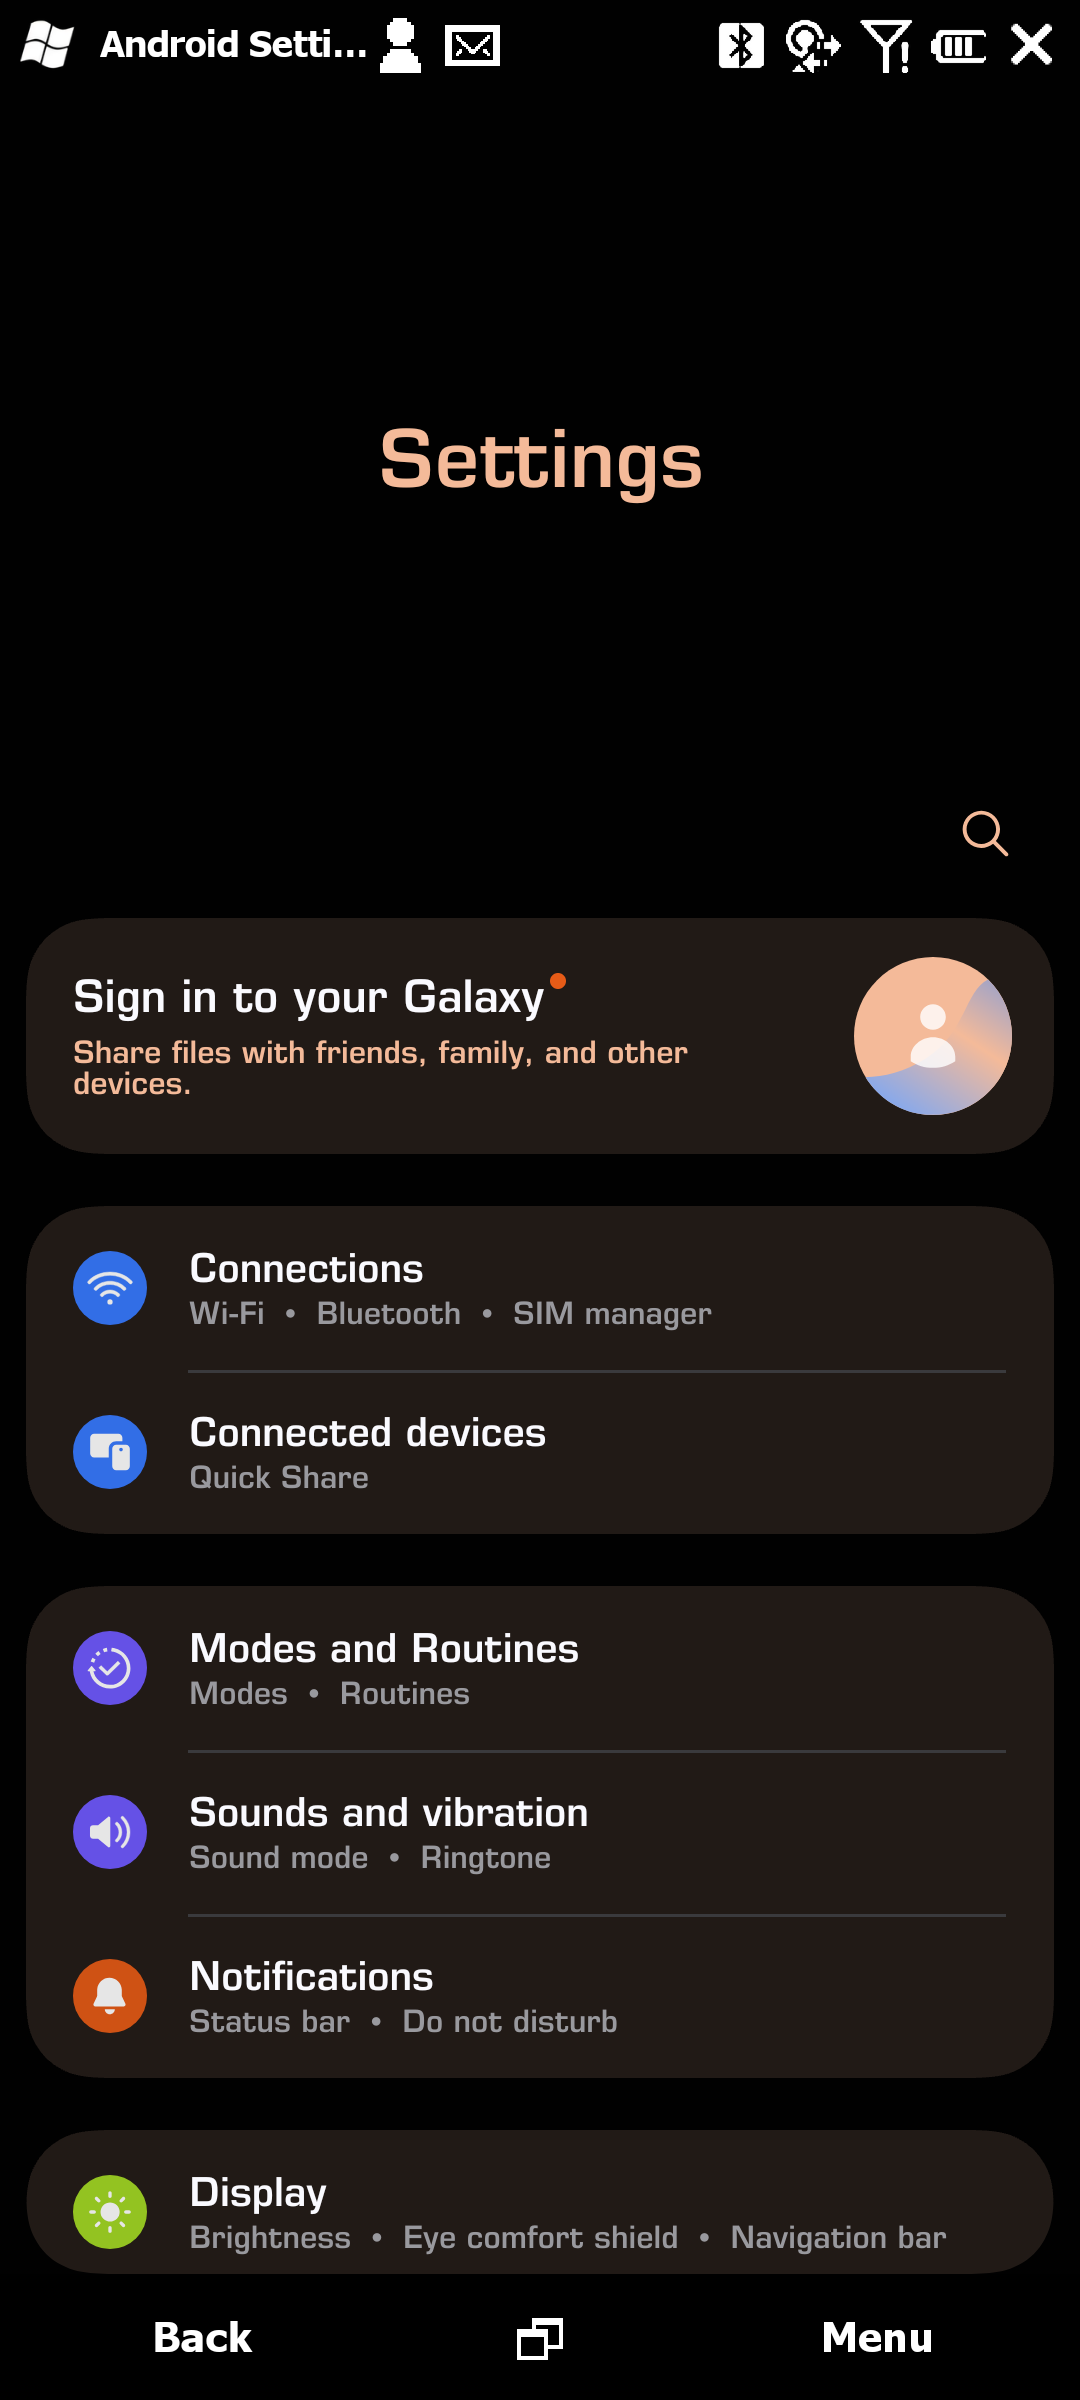 Android Setti...
Settings
Sign in to your Galaxy
Share files with friends, family, and other
devices.
Connections
Wi-Fi • Bluetooth • SIM manager
Connected devices
Quick Share
Modes and Routines
Modes • Routines
Sounds and vibration
Sound mode • Ringtone
Notifications
Status bar • Do not disturb
Display
Brightness • Eye comfort shield • Navigation bar
Back
Menu